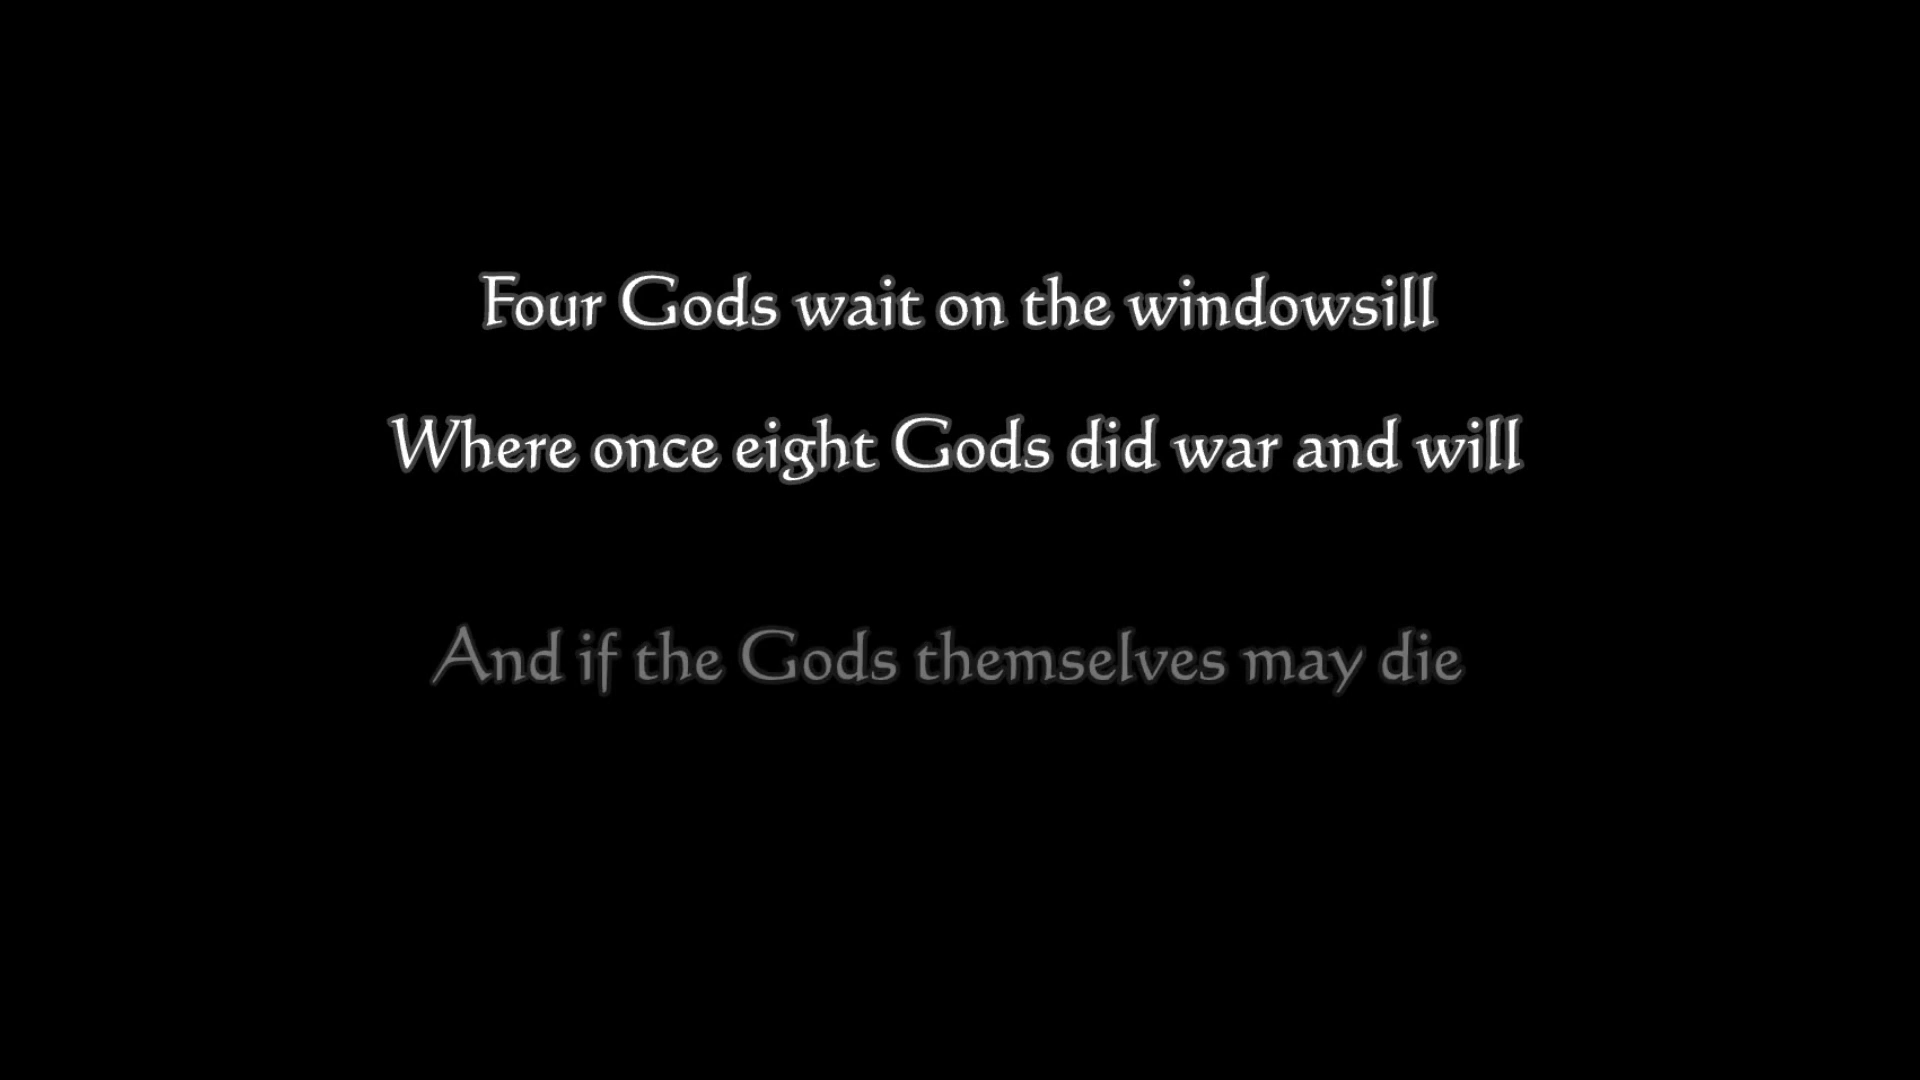 Four Gods wait on the windowsill
Where once eight Gods did war and will
And if the Gods themselves may die